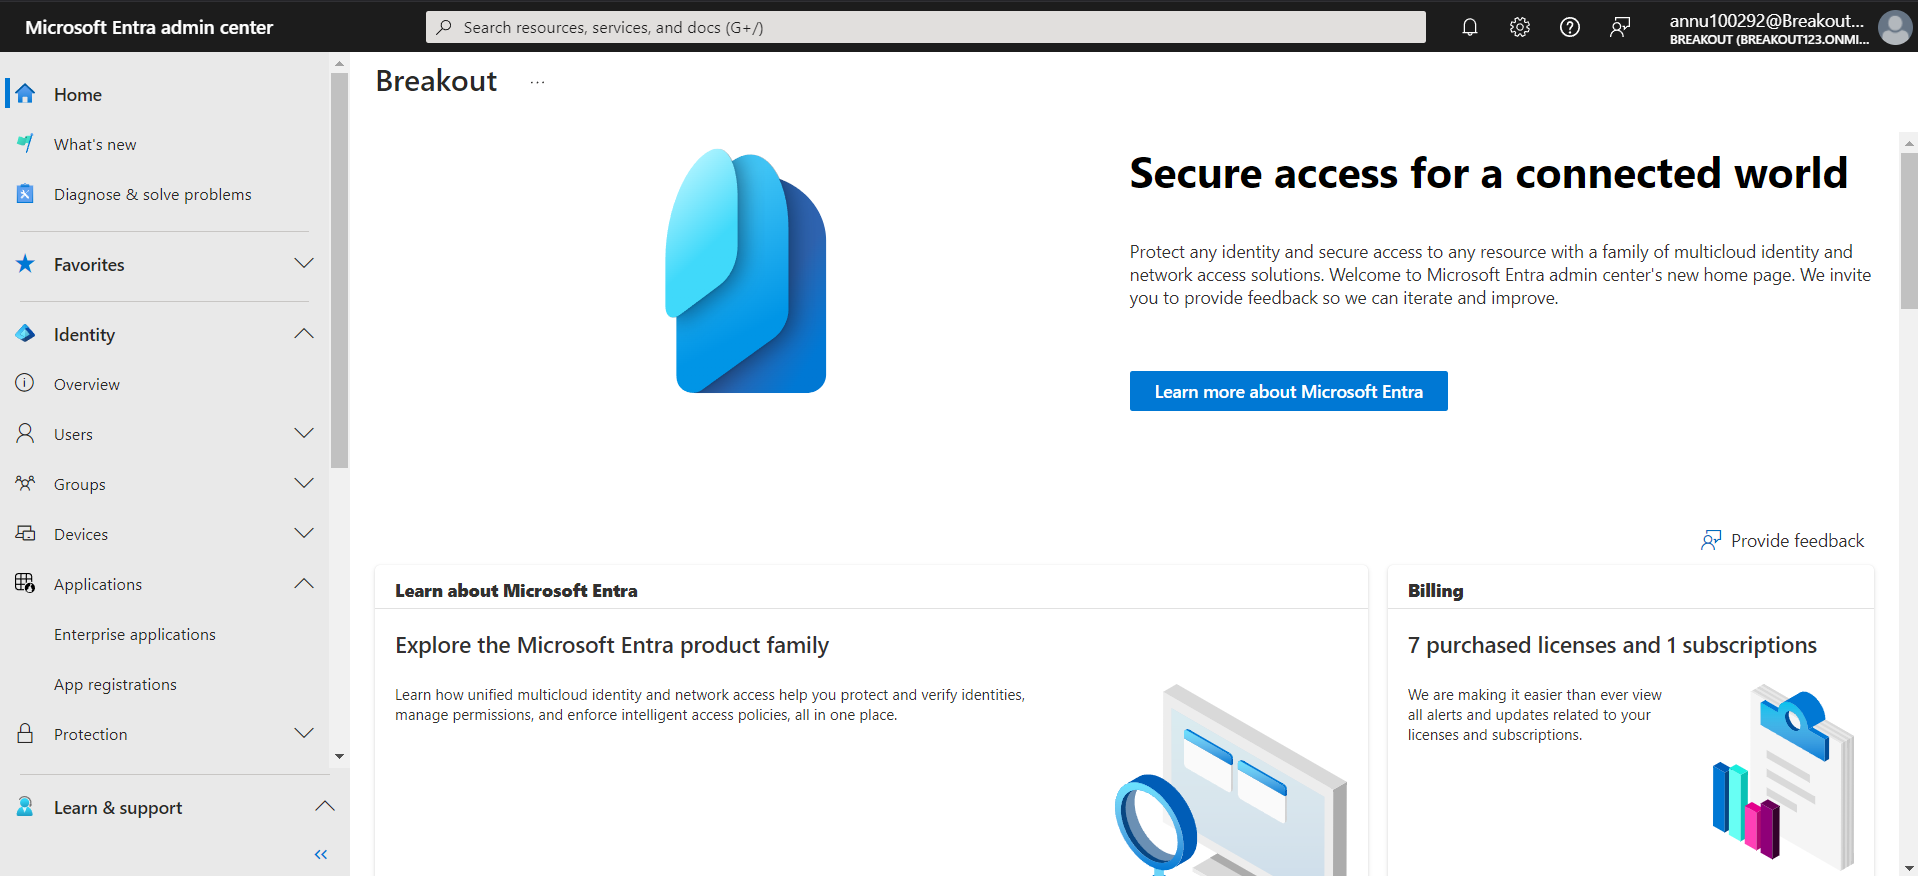 Microsoft Entra admin center
Search resources, services, and docs (G+/)
annu100292@Breakout...
BREAKOUT (BREAKOUT123.ONMI...
Home
What's new
Diagnose & solve problems
Favorites
Identity
Overview
Users
Groups
Devices
Applications
Enterprise applications
App registrations
Protection
Learn & support
Breakout
Secure access for a connected world
Protect any identity and secure access to any resource with a family of multicloud identity and
network access solutions. Welcome to Microsoft Entra admin center's new home page. We invite
you to provide feedback so we can iterate and improve.
Learn more about Microsoft Entra
Provide feedback
Learn about Microsoft Entra
Explore the Microsoft Entra product family
Learn how unified multicloud identity and network access help you protect and verify identities,
manage permissions, and enforce intelligent access policies, all in one place.
Billing
7 purchased licenses and 1 subscriptions
We are making it easier than ever view
all alerts and updates related to your
licenses and subscriptions.